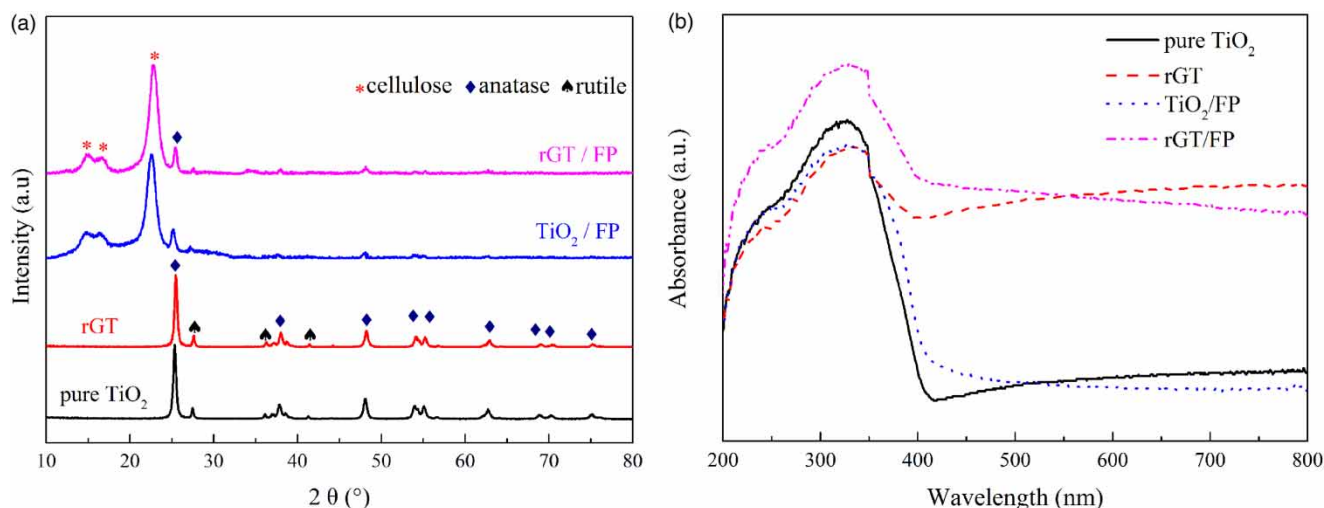 (a)
*cellulose ♦anatase ♠rutile
rGT / FP
TiO₂ / FP
rGT
pure TiO₂
Intensity (a.u)
10 20 30 40 50 60 70 80
2 θ (°)
(b)
pure TiO₂
rGT
TiO₂/FP
rGT/FP
Absorbance (a.u.)
200 300 400 500 600 700 800
Wavelength (nm)